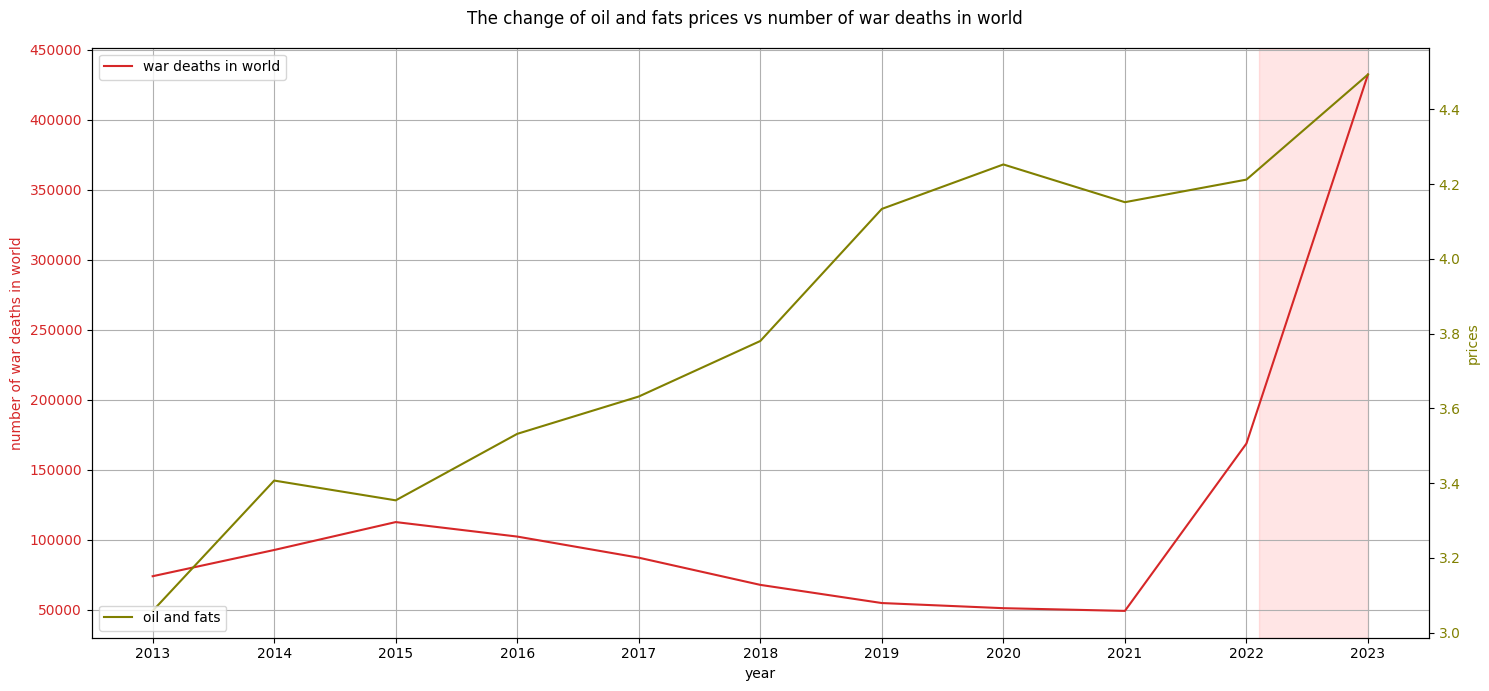 The change of oil and fats prices vs number of war deaths in world
450000
400000
350000
300000
250000
200000
150000
100000
50000
number of war deaths in world
war deaths in world
oil and fats
4.4
4.2
4.0
3.8
3.6
3.4
3.2
3.0
prices
2013 2014 2015 2016 2017 2018 2019 2020 2021 2022 2023
year